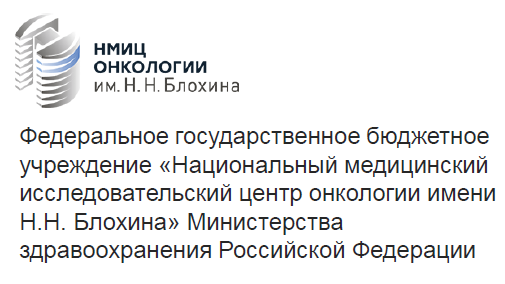 НМИЦ
ОНКОЛОГИИ
им. Н. Н. Блохина
Федеральное государственное бюджетное
учреждение «Национальный медицинский
исследовательский центр онкологии имени
Н.Н. Блохина» Министерства
здравоохранения Российской Федерации